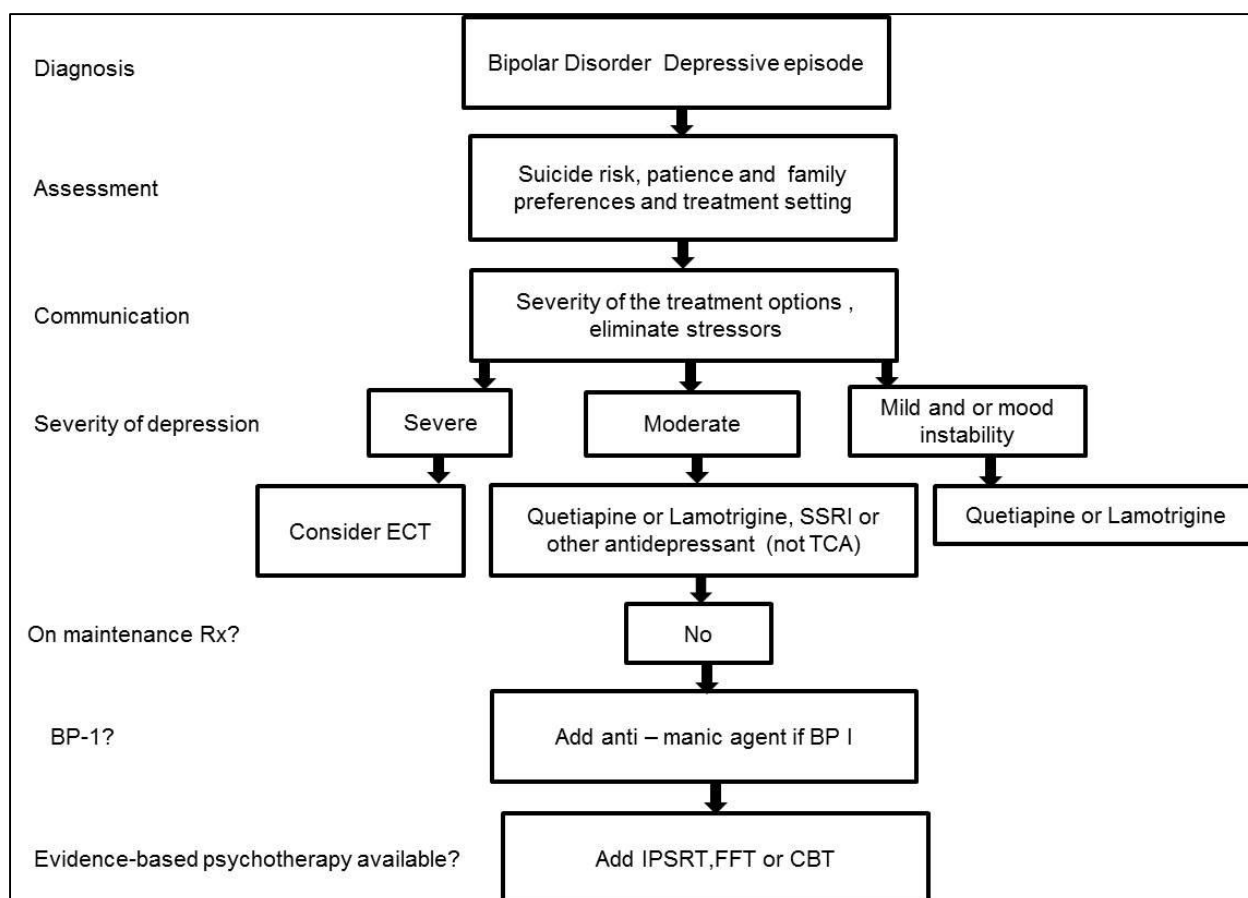 Diagnosis
Bipolar Disorder Depressive episode
Assessment
Suicide risk, patience and family
preferences and treatment setting
Communication
Severity of the treatment options ,
eliminate stressors
Severity of depression
Severe
Moderate
Mild and or mood
instability
Consider ECT
Quetiapine or Lamotrigine, SSRI or
other antidepressant (not TCA)
Quetiapine or Lamotrigine
On maintenance Rx?
No
BP-1?
Add anti – manic agent if BP I
Evidence-based psychotherapy available?
Add IPSRT,FFT or CBT